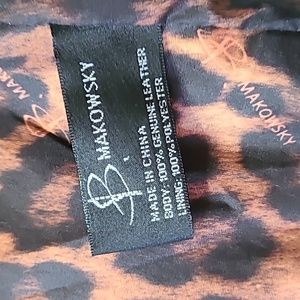 B. MAKOWSKY
MADE IN CHINA
BODY: 100% GENUINE LEATHER
LINING: 100% POLYESTER
B. MAKOWSKY
MAKOWSKY